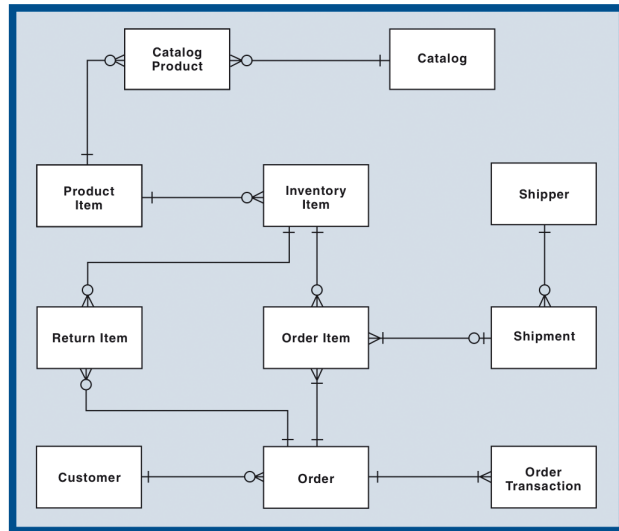 Catalog
Product
Catalog
Product
Item
Inventory
Item
Shipper
Return Item
Order Item
Shipment
Customer
Order
Order
Transaction